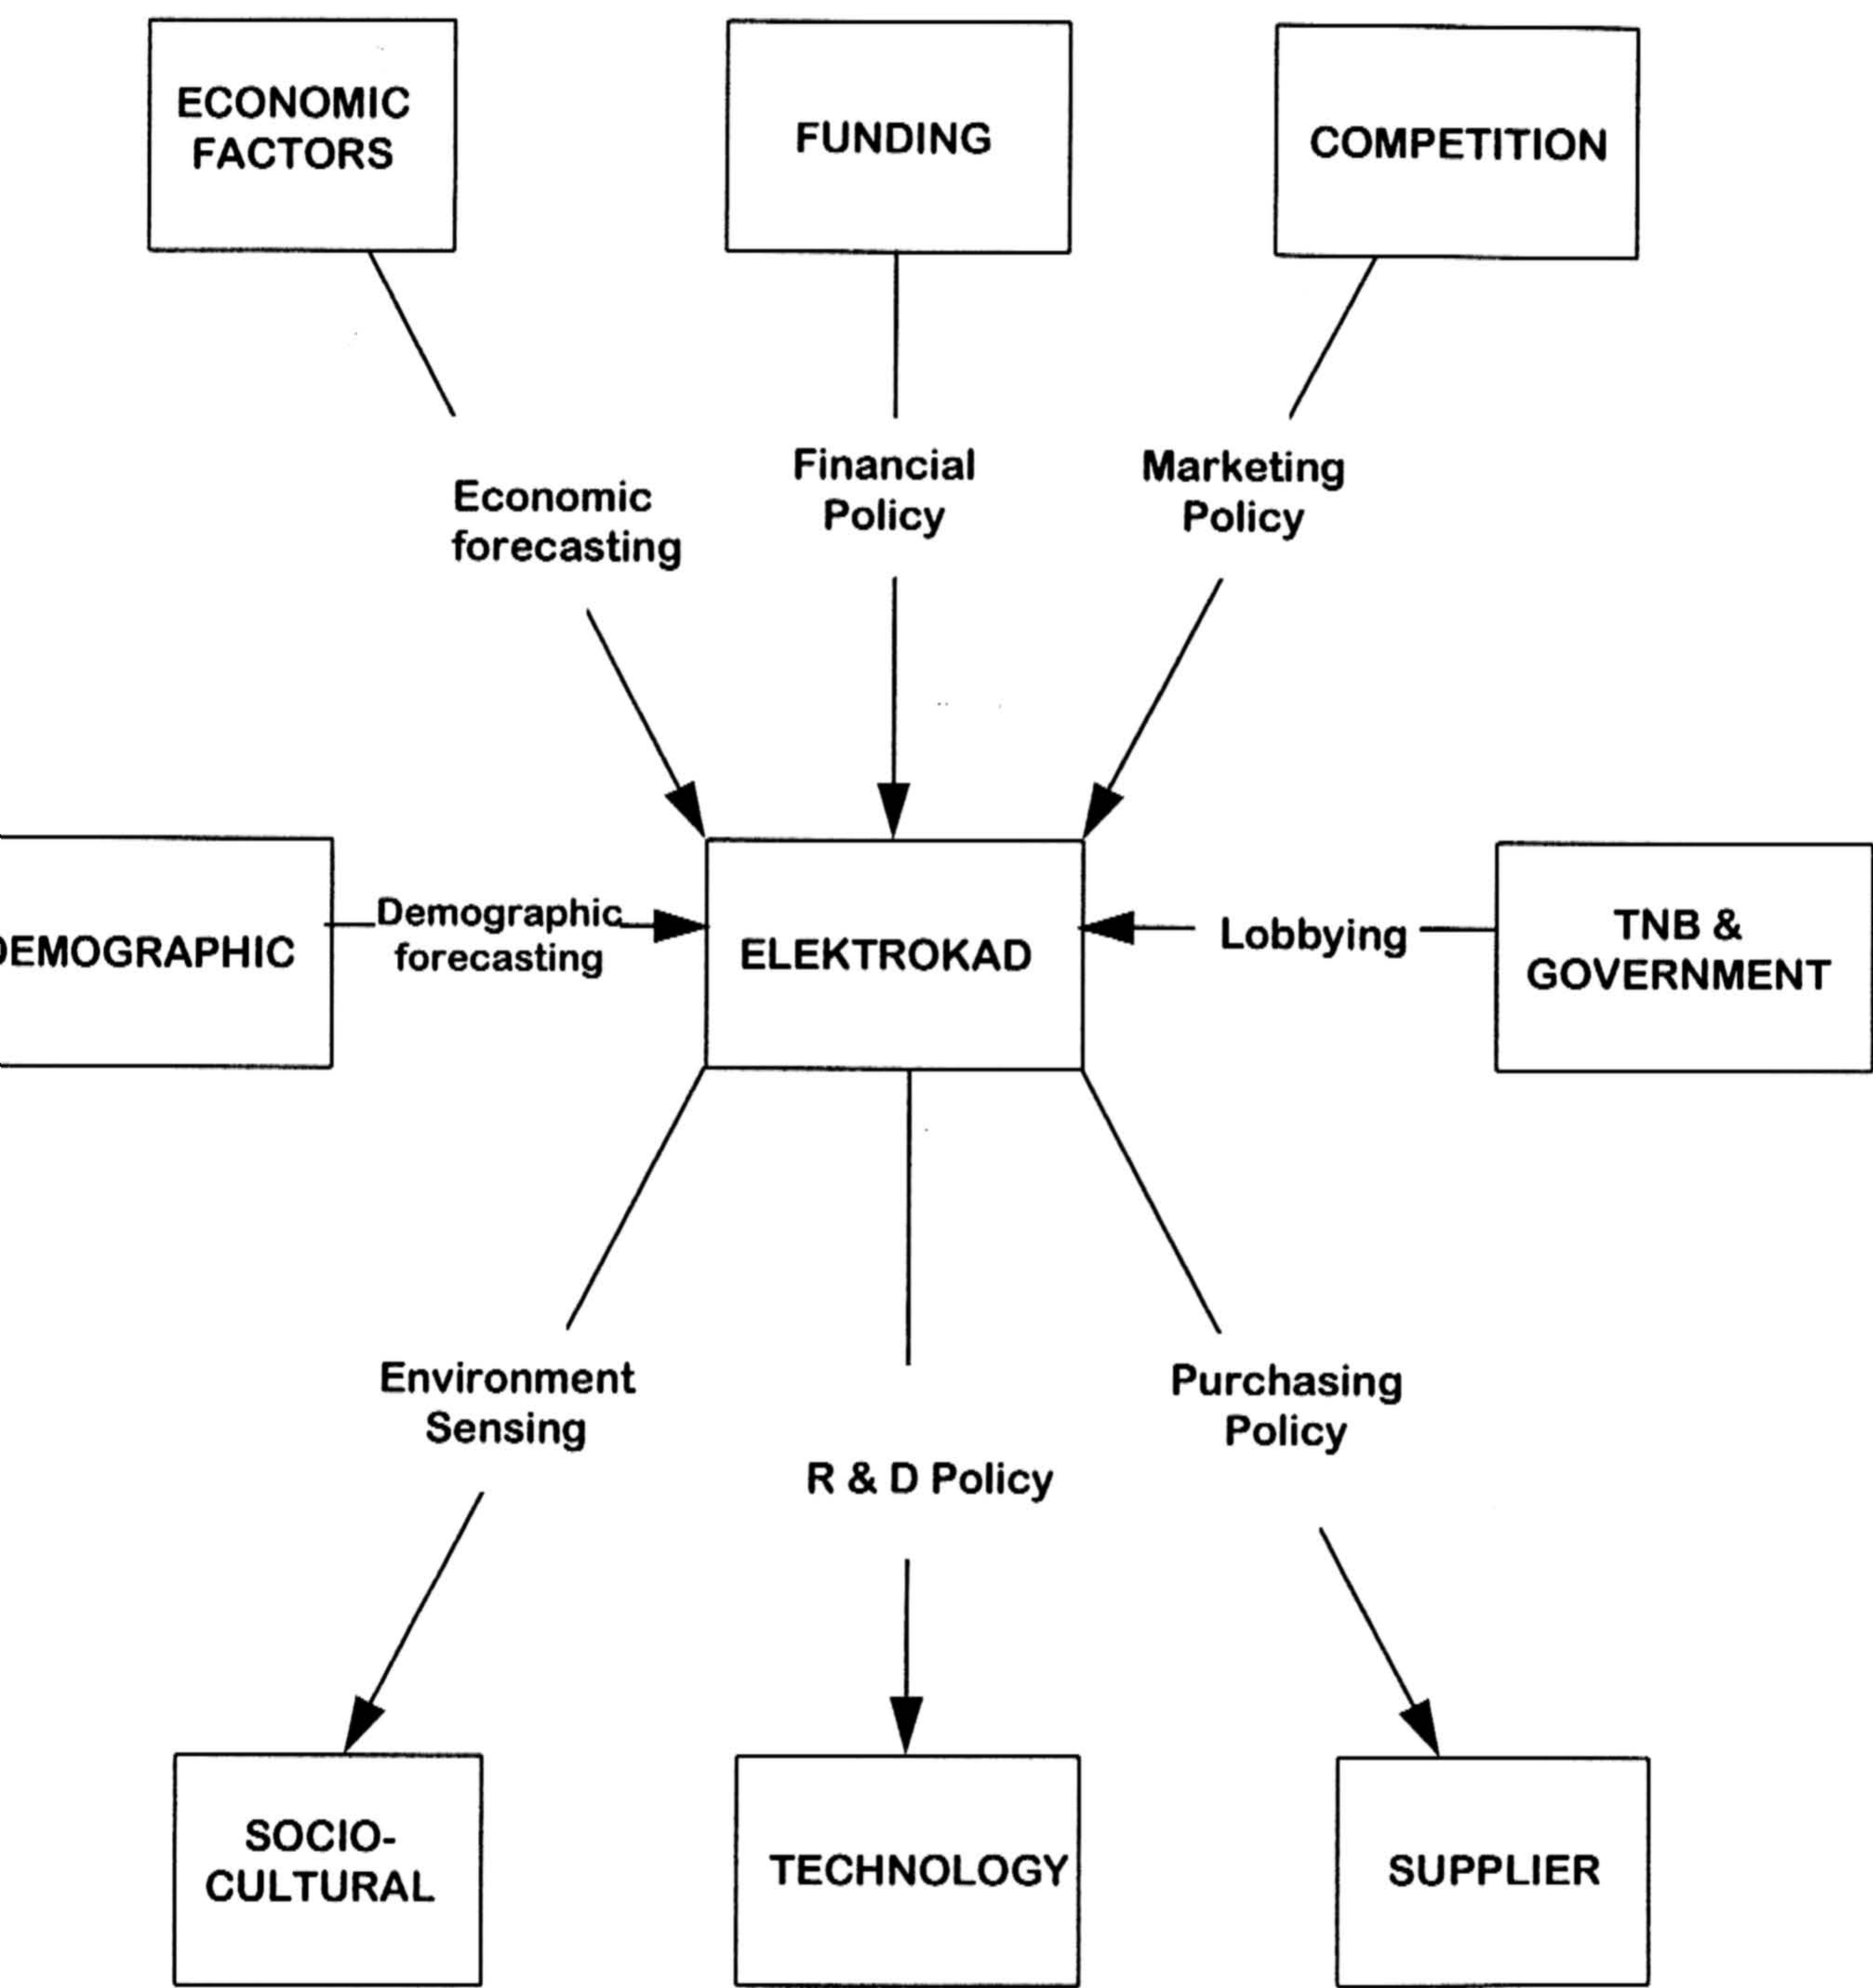 ECONOMIC
FACTORS
FUNDING
COMPETITION
Economic
forecasting
Financial
Policy
Marketing
Policy
DEMOGRAPHIC
Demographic
forecasting
ELEKTROKAD
Lobbying
TNB &
GOVERNMENT
Environment
Sensing
R & D Policy
Purchasing
Policy
SOCIO-
CULTURAL
TECHNOLOGY
SUPPLIER